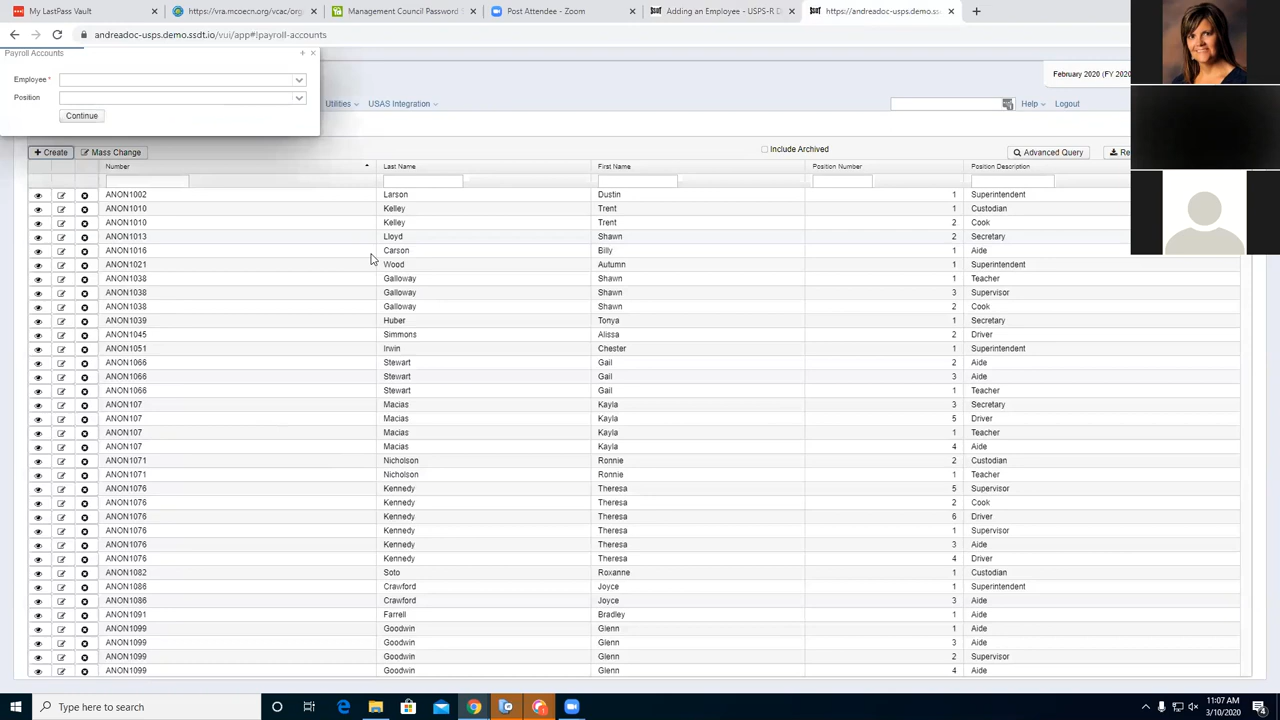 My LastPass Vault
https://vra.mcoecn.org/vcae/org
Management Council Password
Post Attendee - Zoom
Adding an Employee - USPS-R D
https://andreadoc-usps.demo.ssdt
andreadoc-usps.demo.ssdt.io/vui/app#!payroll-accounts
Payroll Accounts
Employee *
Position
Continue
February 2020 (FY 2020
Utilities
USAS Integration
Help
Logout
Create
Mass Change
Include Archived
Advanced Query
Re
Number Last Name First Name Position Number Position Description
ANON1002 Larson Dustin 1 Superintendent
ANON1010 Kelley Trent 1 Custodian
ANON1010 Kelley Trent 2 Cook
ANON1013 Lloyd Shawn 2 Secretary
ANON1016 Carson Billy 1 Aide
ANON1021 Wood Autumn 1 Superintendent
ANON1038 Galloway Shawn 1 Teacher
ANON1038 Galloway Shawn 3 Supervisor
ANON1038 Galloway Shawn 2 Cook
ANON1039 Huber Tonya 1 Secretary
ANON1045 Simmons Alissa 2 Driver
ANON1051 Irwin Chester 1 Superintendent
ANON1066 Stewart Gail 2 Aide
ANON1066 Stewart Gail 3 Aide
ANON1066 Stewart Gail 1 Teacher
ANON107 Macias Kayla 3 Secretary
ANON107 Macias Kayla 5 Driver
ANON107 Macias Kayla 1 Teacher
ANON107 Macias Kayla 4 Aide
ANON1071 Nicholson Ronnie 2 Custodian
ANON1071 Nicholson Ronnie 1 Teacher
ANON1076 Kennedy Theresa 5 Supervisor
ANON1076 Kennedy Theresa 2 Cook
ANON1076 Kennedy Theresa 6 Driver
ANON1076 Kennedy Theresa 1 Supervisor
ANON1076 Kennedy Theresa 3 Aide
ANON1076 Kennedy Theresa 4 Driver
ANON1082 Soto Roxanne 1 Custodian
ANON1086 Crawford Joyce 1 Superintendent
ANON1086 Crawford Joyce 3 Aide
ANON1091 Farrell Bradley 1 Aide
ANON1099 Goodwin Glenn 1 Aide
ANON1099 Goodwin Glenn 3 Aide
ANON1099 Goodwin Glenn 2 Supervisor
ANON1099 Goodwin Glenn 4 Aide
Type here to search
11:07 AM
3/10/2020
4